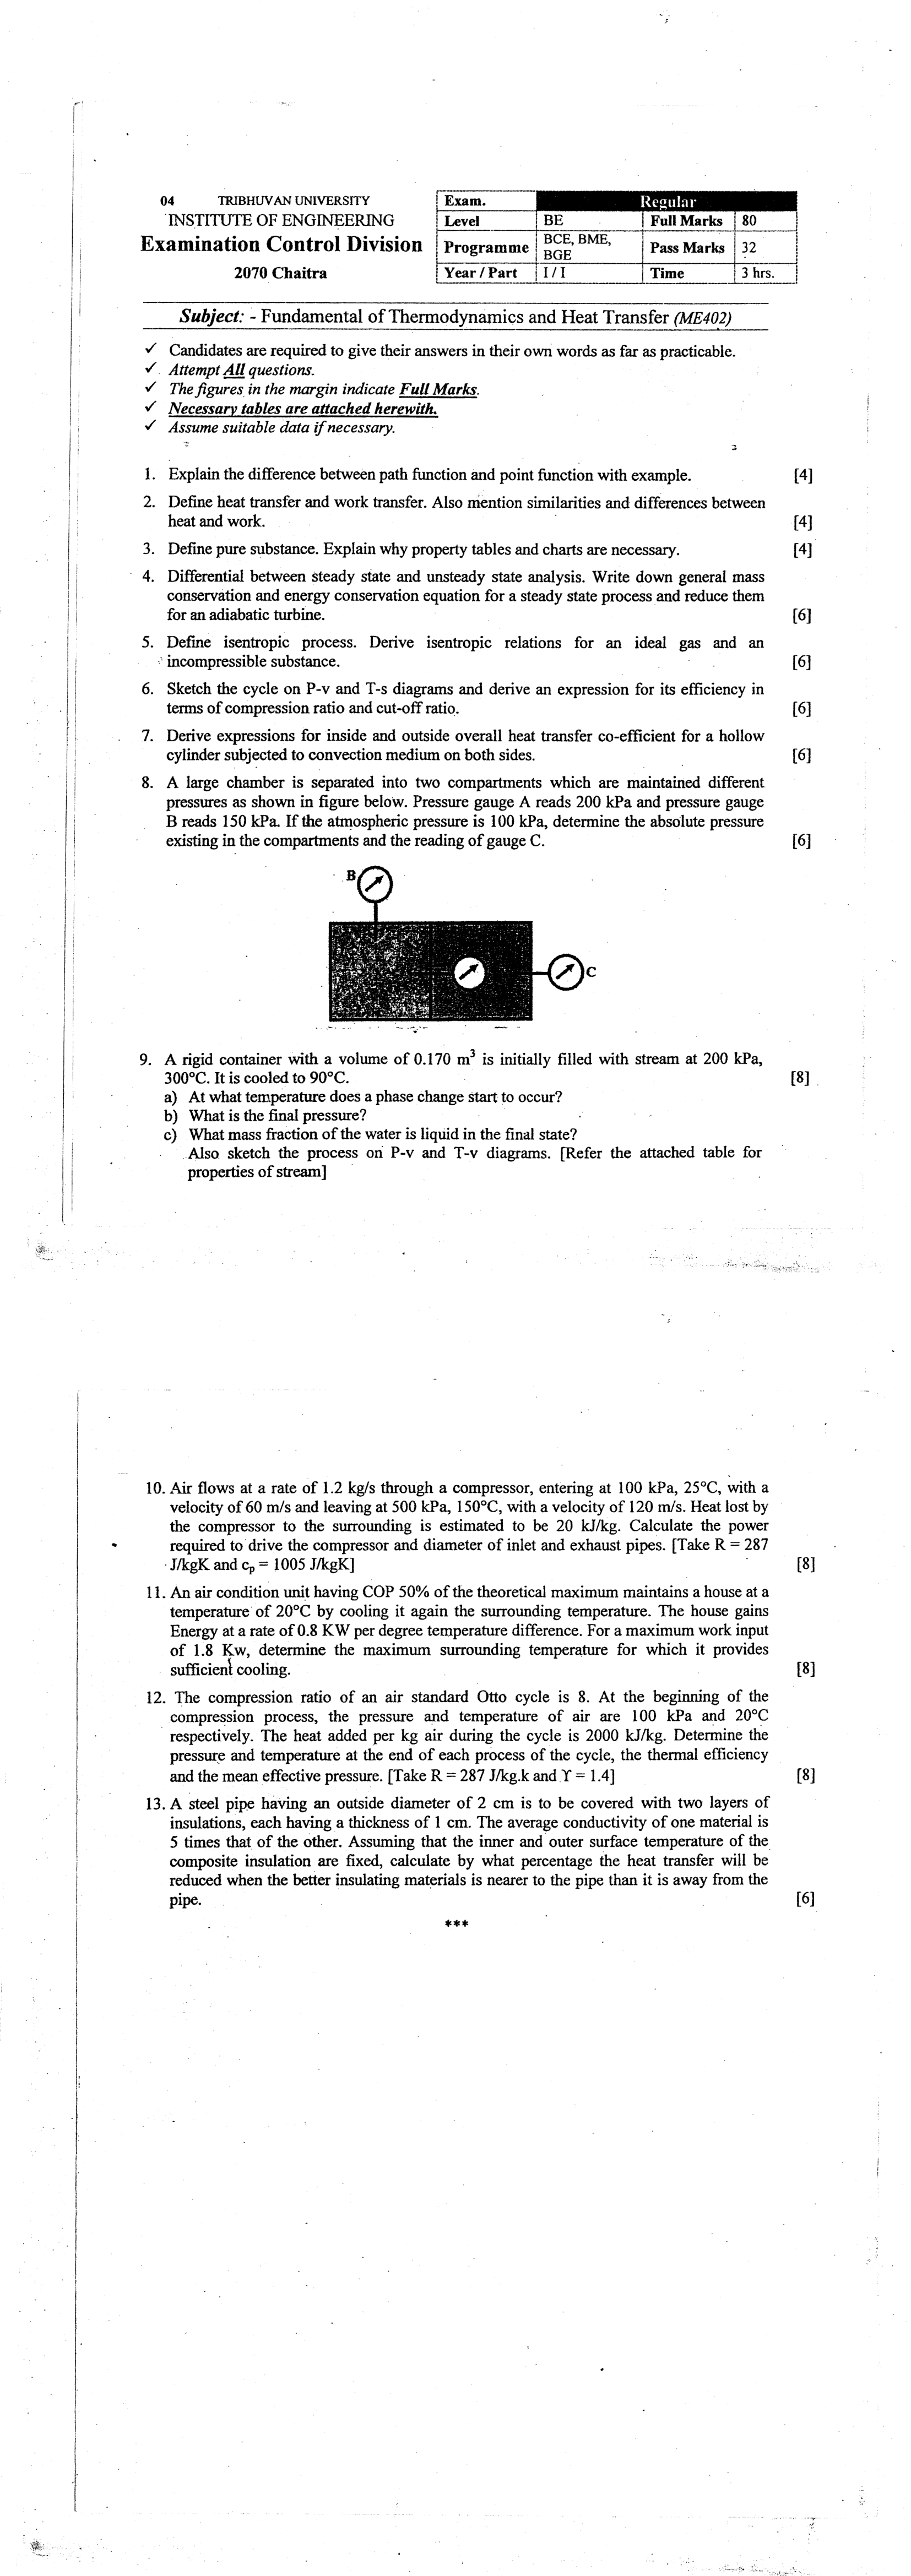 04 TRIBHUVAN UNIVERSITY
INSTITUTE OF ENGINEERING
Examination Control Division
2070 Chaitra
Exam. Regular
Level BE Full Marks 80
Programme BCE, BME, BGE Pass Marks 32
Year / Part I / I Time 3 hrs.
Subject: - Fundamental of Thermodynamics and Heat Transfer (ME402)
✓ Candidates are required to give their answers in their own words as far as practicable.
✓ Attempt All questions.
✓ The figures in the margin indicate Full Marks.
✓ Necessary tables are attached herewith.
✓ Assume suitable data if necessary.
1. Explain the difference between path function and point function with example. [4]
2. Define heat transfer and work transfer. Also mention similarities and differences between
heat and work. [4]
3. Define pure substance. Explain why property tables and charts are necessary. [4]
4. Differential between steady state and unsteady state analysis. Write down general mass
conservation and energy conservation equation for a steady state process and reduce them
for an adiabatic turbine. [6]
5. Define isentropic process. Derive isentropic relations for an ideal gas and an
incompressible substance. [6]
6. Sketch the cycle on P-v and T-s diagrams and derive an expression for its efficiency in
terms of compression ratio and cut-off ratio. [6]
7. Derive expressions for inside and outside overall heat transfer co-efficient for a hollow
cylinder subjected to convection medium on both sides. [6]
8. A large chamber is separated into two compartments which are maintained different
pressures as shown in figure below. Pressure gauge A reads 200 kPa and pressure gauge
B reads 150 kPa. If the atmospheric pressure is 100 kPa, determine the absolute pressure
existing in the compartments and the reading of gauge C. [6]
B
C
9. A rigid container with a volume of 0.170 m³ is initially filled with stream at 200 kPa,
300°C. It is cooled to 90°C. [8]
a) At what temperature does a phase change start to occur?
b) What is the final pressure?
c) What mass fraction of the water is liquid in the final state?
Also sketch the process on P-v and T-v diagrams. [Refer the attached table for
properties of stream]
10. Air flows at a rate of 1.2 kg/s through a compressor, entering at 100 kPa, 25°C, with a
velocity of 60 m/s and leaving at 500 kPa, 150°C, with a velocity of 120 m/s. Heat lost by
the compressor to the surrounding is estimated to be 20 kJ/kg. Calculate the power
required to drive the compressor and diameter of inlet and exhaust pipes. [Take R = 287
J/kgK and cp = 1005 J/kgK] [8]
11. An air condition unit having COP 50% of the theoretical maximum maintains a house at a
temperature of 20°C by cooling it again the surrounding temperature. The house gains
Energy at a rate of 0.8 KW per degree temperature difference. For a maximum work input
of 1.8 Kw, determine the maximum surrounding temperature for which it provides
sufficient cooling. [8]
12. The compression ratio of an air standard Otto cycle is 8. At the beginning of the
compression process, the pressure and temperature of air are 100 kPa and 20°C
respectively. The heat added per kg air during the cycle is 2000 kJ/kg. Determine the
pressure and temperature at the end of each process of the cycle, the thermal efficiency
and the mean effective pressure. [Take R = 287 J/kg.k and ϒ = 1.4] [8]
13. A steel pipe having an outside diameter of 2 cm is to be covered with two layers of
insulations, each having a thickness of 1 cm. The average conductivity of one material is
5 times that of the other. Assuming that the inner and outer surface temperature of the
composite insulation are fixed, calculate by what percentage the heat transfer will be
reduced when the better insulating materials is nearer to the pipe than it is away from the
pipe. [6]
***